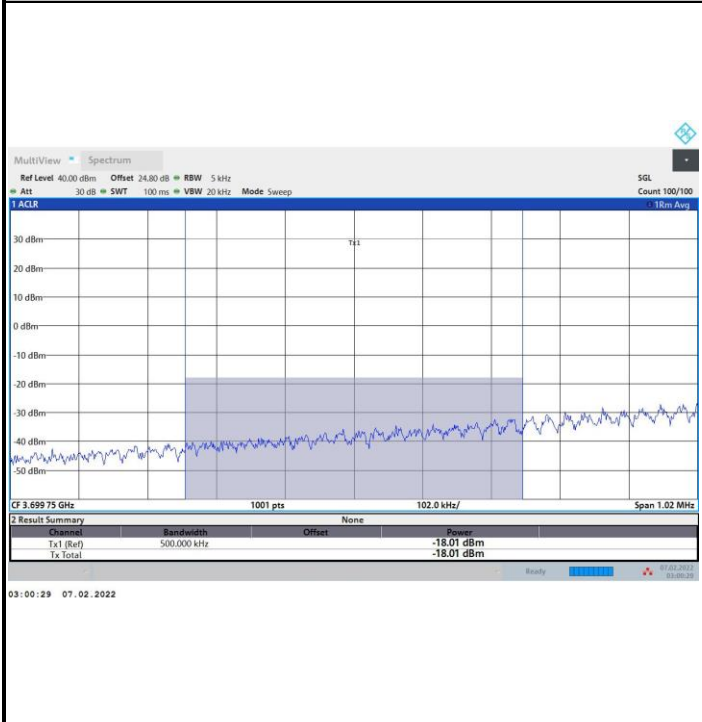 MultiView Spectrum
Ref Level 40.00 dBm Offset 24.80 dB RBW 5 kHz SGL
Att 30 dB SWT 100 ms VBW 20 kHz Mode Sweep Count 100/100
1 ACLR 1Rm Avg
Tx1
30 dBm
20 dBm
10 dBm
0 dBm
-10 dBm
-20 dBm
-30 dBm
-40 dBm
-50 dBm
CF 3.699 75 GHz 1001 pts 102.0 kHz/ Span 1.02 MHz
2 Result Summary None
Channel Bandwidth Offset Power
Tx1 (Ref) 500.000 kHz -18.01 dBm
Tx Total -18.01 dBm
Ready 07.02.2022
03:00:29
03:00:29 07.02.2022